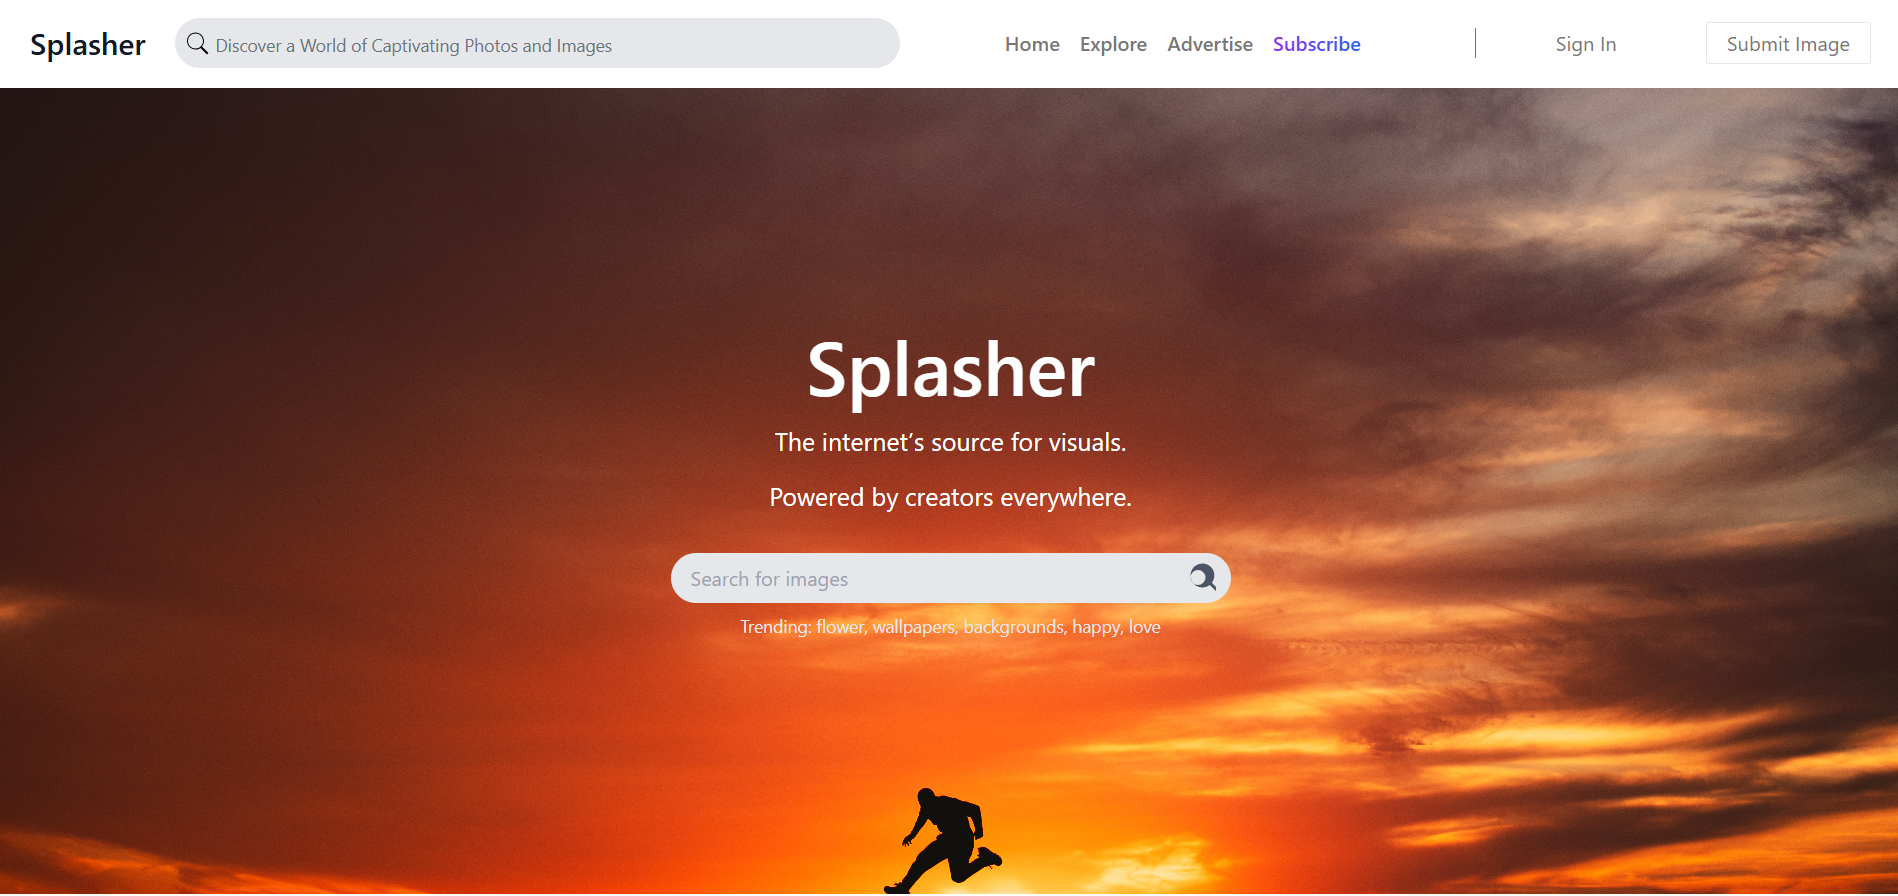 Splasher
Discover a World of Captivating Photos and Images
Home Explore Advertise Subscribe
Sign In
Submit Image
Splasher
The internet’s source for visuals.
Powered by creators everywhere.
Search for images
Trending: flower, wallpapers, backgrounds, happy, love